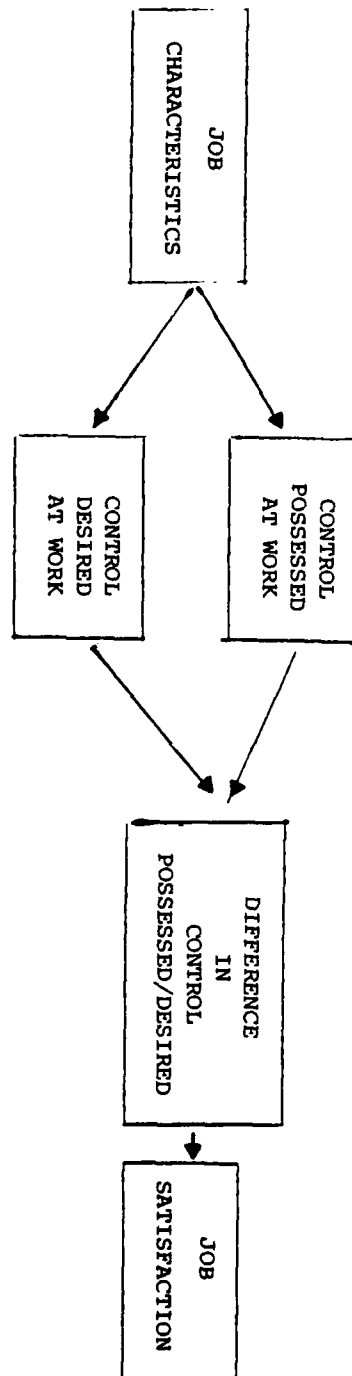 JOB
CHARACTERISTICS
CONTROL
POSSESSED
AT WORK
CONTROL
DESIRED
AT WORK
DIFFERENCE
IN
CONTROL
POSSESSED/DESIRED
JOB
SATISFACTION